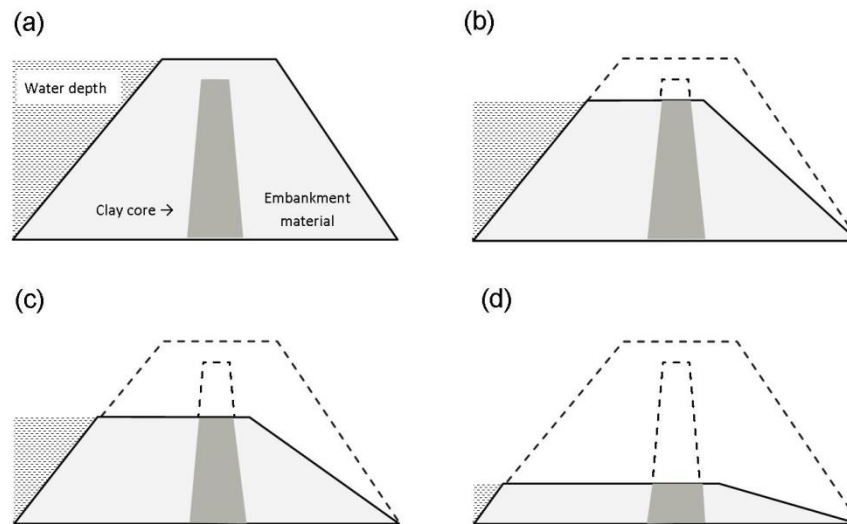 (a)
(b)
Water depth
Clay core →
Embankment
material
(c)
(d)